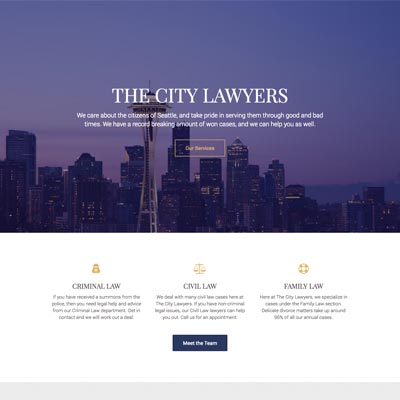 THE CITY LAWYERS
We care about the citizens of Seattle, and take pride in serving them through good and bad
times. We have a record breaking amount of won cases, and we can help you as well.
Our Services
CRIMINAL LAW
If you have received a summons from the
police, then you need legal help and advice
from our Criminal Law department. Get in
contact and we will work out a deal.
CIVIL LAW
We deal with many civil law cases here at
The City Lawyers. If you have non-criminal
legal issues, our Civil Law lawyers can help
you out. Call us for an appointment.
FAMILY LAW
Here at The City Lawyers, we specialize in
cases under the Family Law section.
Delicate divorce matters take up around
96% of all our annual cases.
Meet the Team